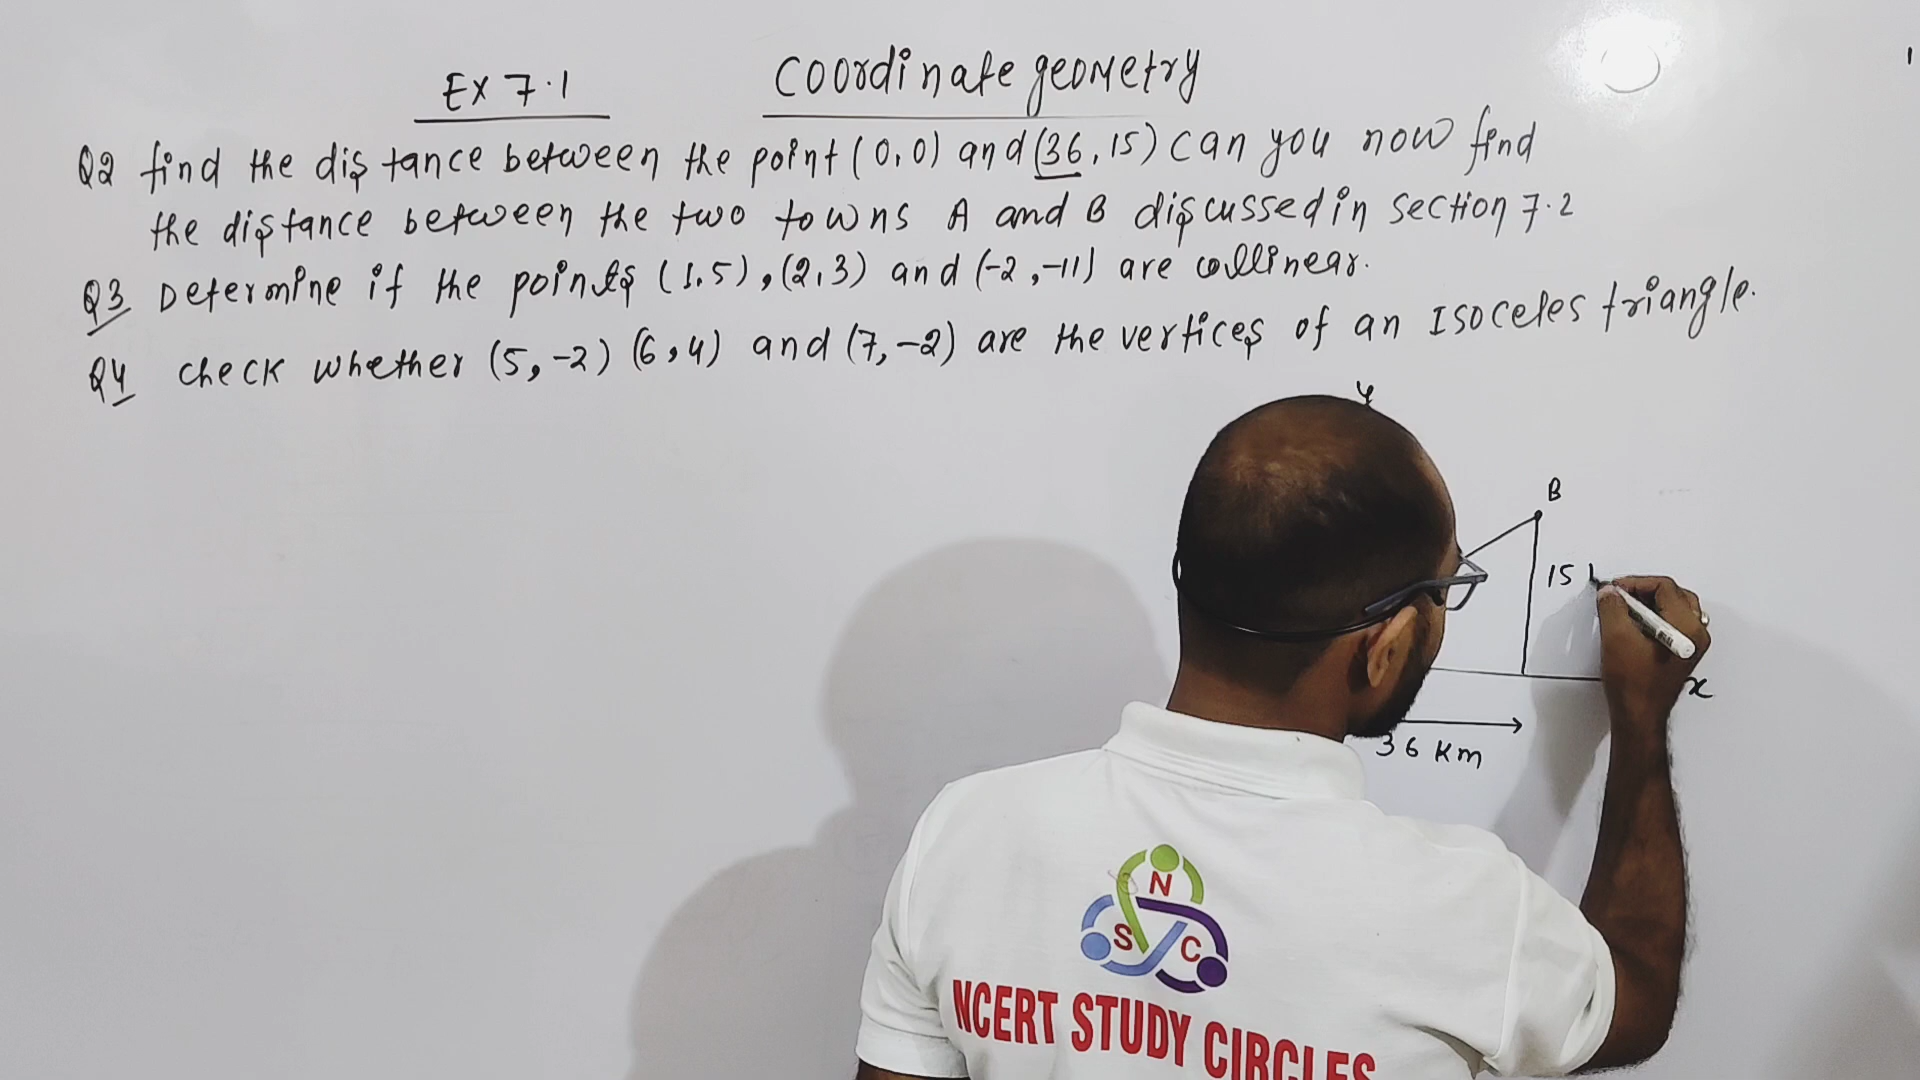 Ex 7.1
Coordinate geometry
Q2 find the distance between the point (0,0) and (36,15) can you now find
the distance between the two towns A and B discussed in section 7.2
Q3 Determine if the points (1,5), (2,3) and (-2,-11) are collinear.
Q4 check whether (5,-2) (6,4) and (7,-2) are the vertices of an Isoceles triangle.
Y
B
15
x
36 km
N
S C
NCERT STUDY CIRCLES